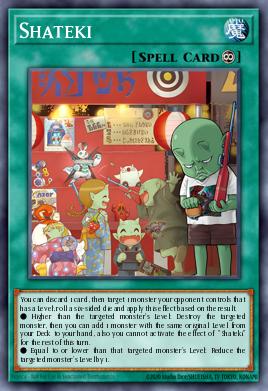 Shateki
魔
[Spell Card]
You can discard 1 card, then target 1 monster your opponent controls that
has a Level; roll a six-sided die and apply this effect based on the result.
● Higher than the targeted monster's Level: Destroy the targeted
monster, then you can add 1 monster with the same original Level from
your Deck to your hand, also you cannot activate the effect of "Shateki"
for the rest of this turn.
● Equal to or lower than that targeted monster's Level: Reduce the
targeted monster's Level by 1.